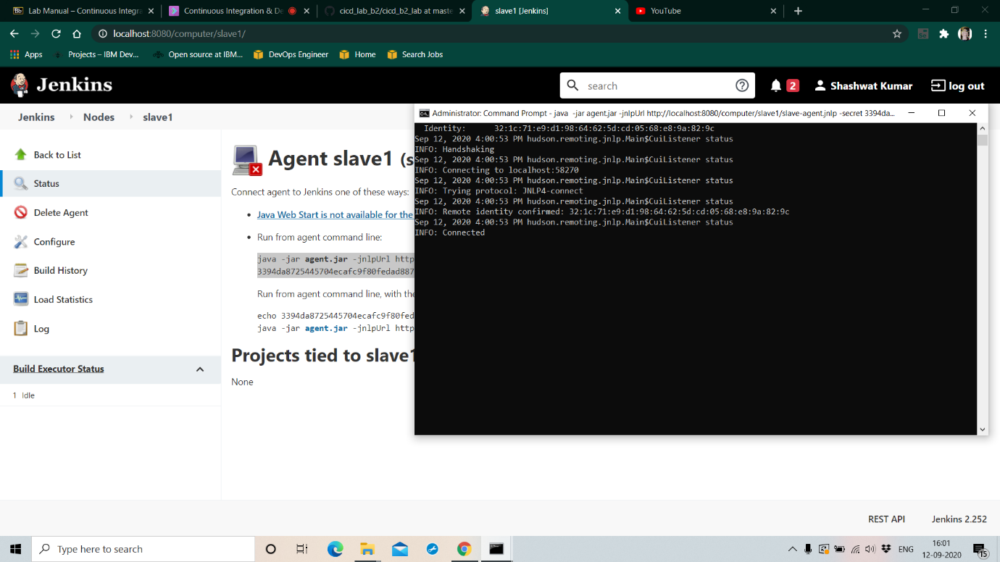 Lab Manual – Continuous Integra
Continuous Integration & De
cicd_lab_b2/cicd_b2_lab at maste
slave1 [Jenkins]
YouTube
localhost:8080/computer/slave1/
Apps
Projects – IBM Dev...
Open source at IBM...
DevOps Engineer
Home
Search Jobs
Jenkins
search
2
Shashwat Kumar
log out
Jenkins
Nodes
slave1
Back to List
Status
Delete Agent
Configure
Build History
Load Statistics
Log
Build Executor Status
1 Idle
Agent slave1 (s
Connect agent to Jenkins one of these ways:
Java Web Start is not available for the
Run from agent command line:
java -jar agent.jar -jnlpUrl http
3394da8725445704ecafc9f80fedad887
Run from agent command line, with the
echo 3394da8725445704ecafc9f80fed
java -jar agent.jar -jnlpUrl http
Projects tied to slave1
None
Administrator: Command Prompt - java -jar agent.jar -jnlpUrl http://localhost:8080/computer/slave1/slave-agent.jnlp -secret 3394da...
Identity: 32:1c:71:e9:d1:98:64:62:5d:cd:05:68:e8:9a:82:9c
Sep 12, 2020 4:00:53 PM hudson.remoting.jnlp.Main$CuiListener status
INFO: Handshaking
Sep 12, 2020 4:00:53 PM hudson.remoting.jnlp.Main$CuiListener status
INFO: Connecting to localhost:58270
Sep 12, 2020 4:00:53 PM hudson.remoting.jnlp.Main$CuiListener status
INFO: Trying protocol: JNLP4-connect
Sep 12, 2020 4:00:53 PM hudson.remoting.jnlp.Main$CuiListener status
INFO: Remote identity confirmed: 32:1c:71:e9:d1:98:64:62:5d:cd:05:68:e8:9a:82:9c
Sep 12, 2020 4:00:53 PM hudson.remoting.jnlp.Main$CuiListener status
INFO: Connected
REST API
Jenkins 2.252
Type here to search
ENG
16:01
12-09-2020
15